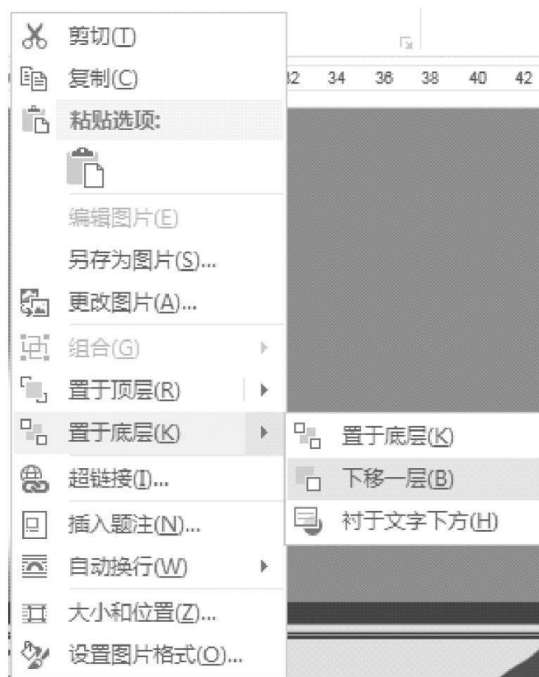 剪切(T)
32 34 36 38 40 42
复制(C)
粘贴选项:
编辑图片(E)
另存为图片(S)...
更改图片(A)...
组合(G)
置于顶层(R)
置于底层(K)
超链接(I)...
插入题注(N)...
自动换行(W)
大小和位置(Z)...
设置图片格式(O)...
置于底层(K)
下移一层(B)
衬于文字下方(H)